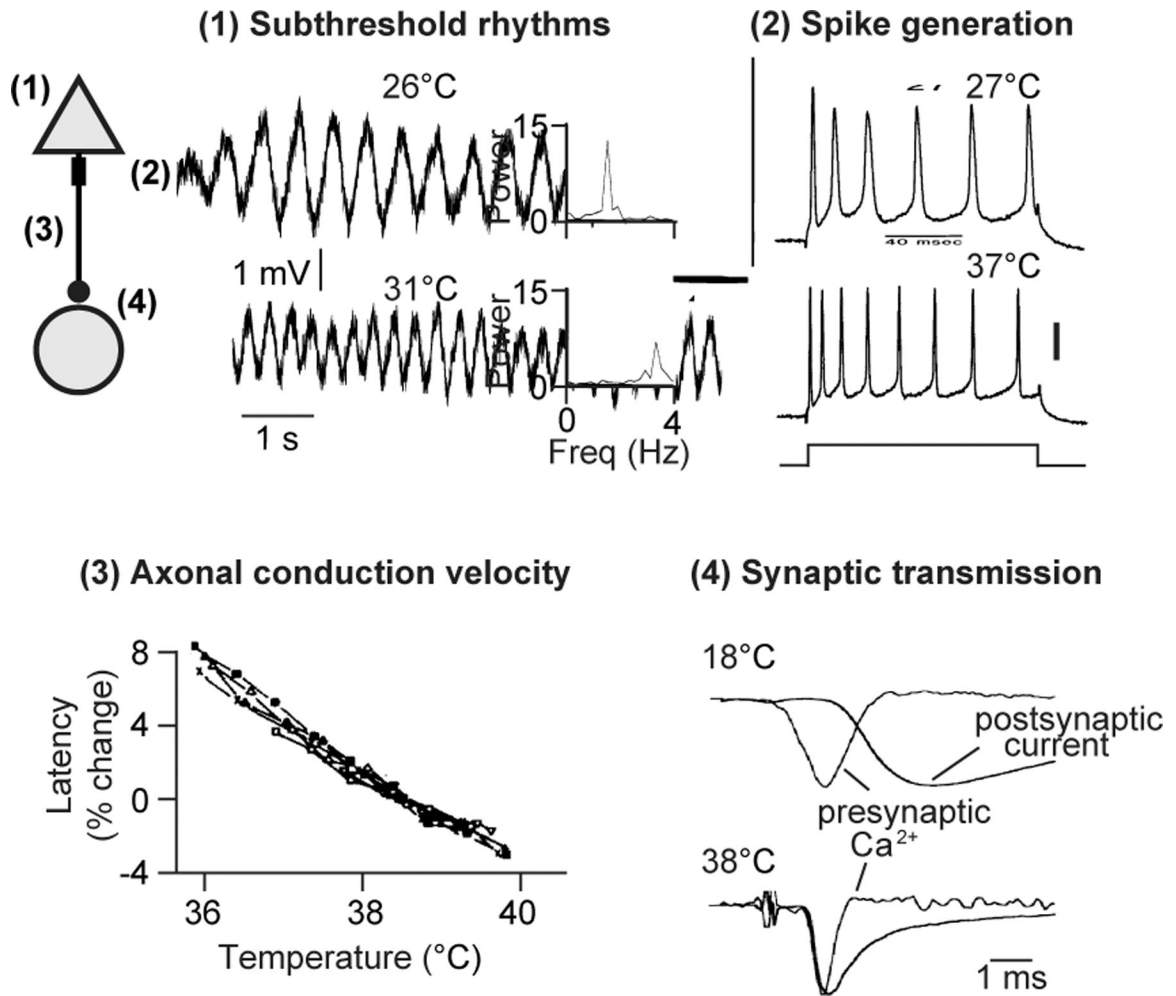 (1) Subthreshold rhythms
(2) Spike generation
(1)
(2)
(3)
(4)
26°C
Power
15
0
1 mV
31°C
Power
15
0
0
4
Freq (Hz)
1 s
27°C
40 msec
37°C
(3) Axonal conduction velocity
Latency
(% change)
8
4
0
-4
36
38
40
Temperature (°C)
(4) Synaptic transmission
18°C
postsynaptic
current
presynaptic
Ca²⁺
38°C
1 ms